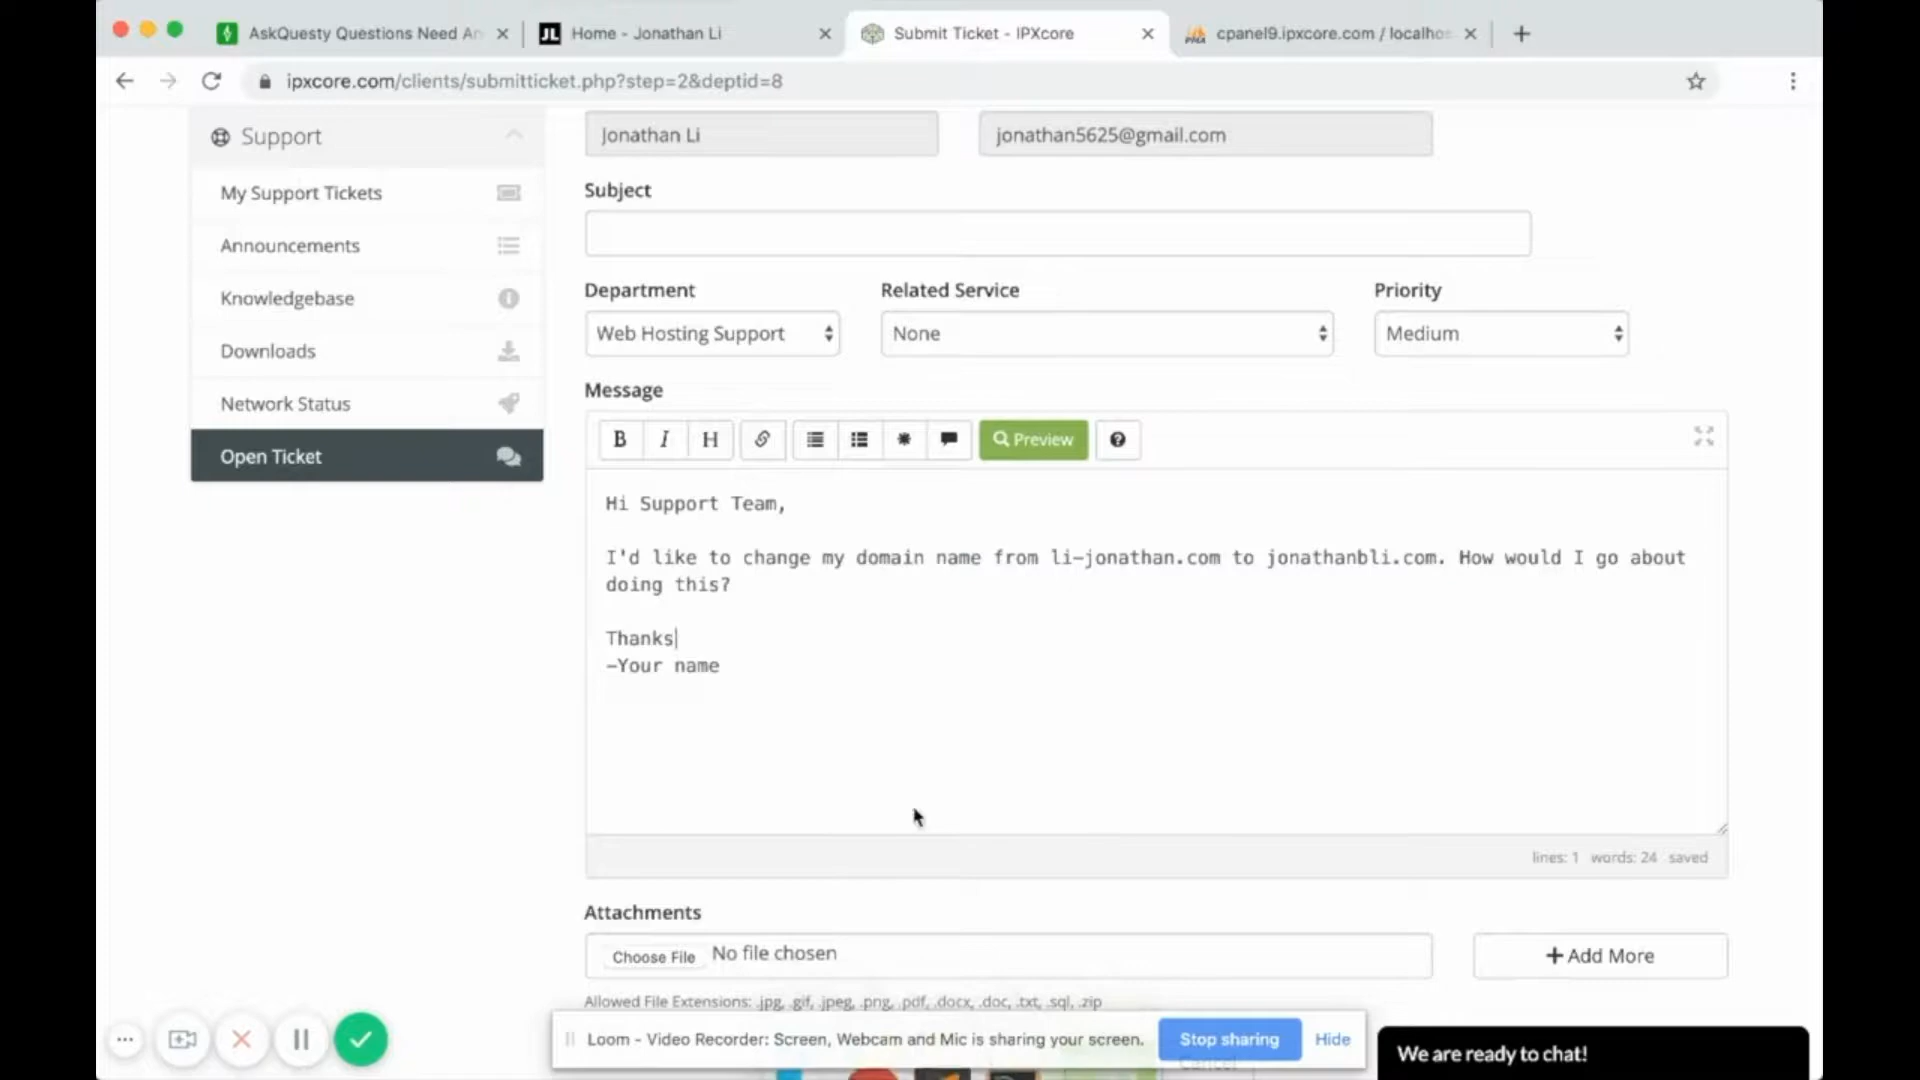 AskQuesty Questions Need An
Home - Jonathan Li
Submit Ticket - IPXcore
cpanel9.ipxcore.com / localhos
ipxcore.com/clients/submitticket.php?step=2&deptid=8
Support
Jonathan Li
jonathan5625@gmail.com
My Support Tickets
Announcements
Knowledgebase
Downloads
Network Status
Open Ticket
Subject
Department
Related Service
Priority
Web Hosting Support
None
Medium
Message
B I H
Preview
Hi Support Team,
I'd like to change my domain name from li-jonathan.com to jonathanbli.com. How would I go about
doing this?
Thanks
-Your name
lines: 1 words: 24 saved
Attachments
Choose File No file chosen
+ Add More
Allowed File Extensions: .jpg, .gif, .jpeg, .png, .pdf, .docx, .doc, .txt, .sql, .zip
Loom - Video Recorder: Screen, Webcam and Mic is sharing your screen.
Stop sharing
Hide
Cancel
We are ready to chat!